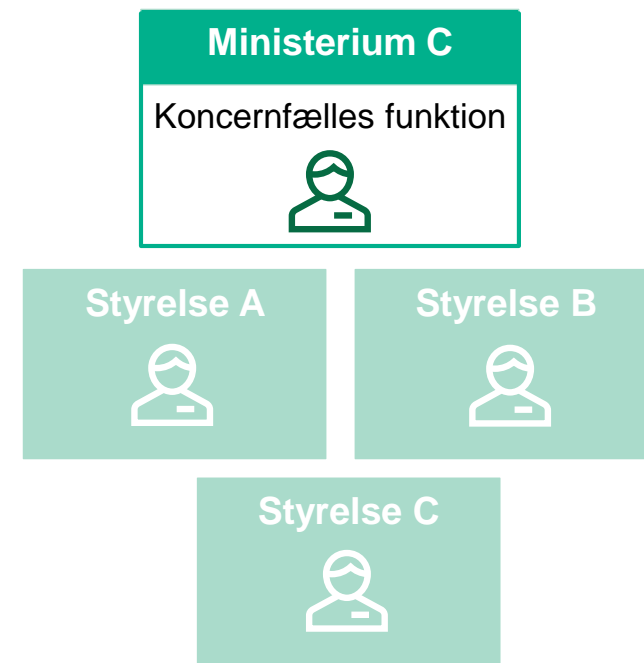 Ministerium C
Koncernfælles funktion
Styrelse A
Styrelse B
Styrelse C